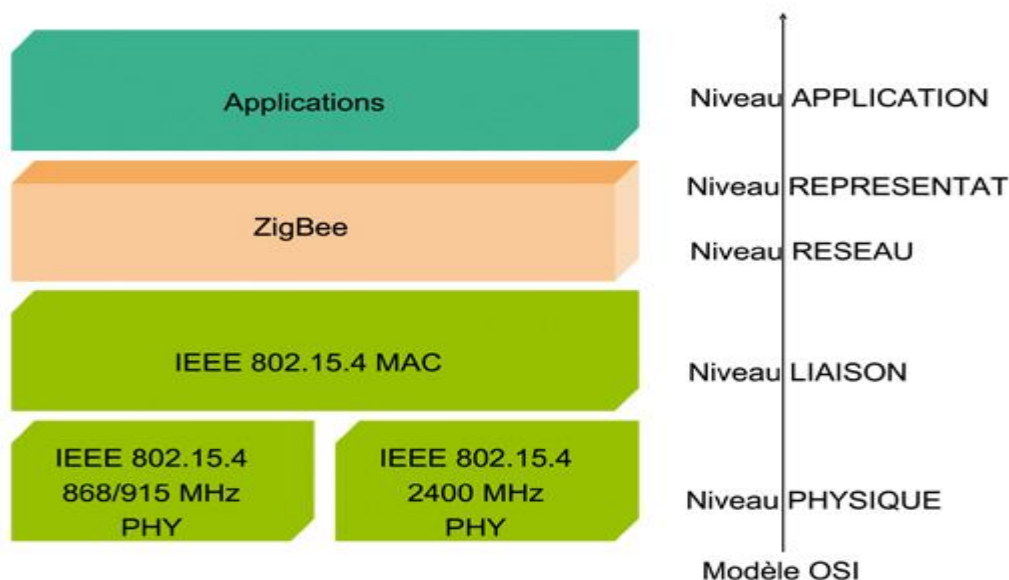 Applications
Niveau APPLICATION
ZigBee
Niveau REPRESENTAT
Niveau RESEAU
IEEE 802.15.4 MAC
Niveau LIAISON
IEEE 802.15.4
868/915 MHz
PHY
IEEE 802.15.4
2400 MHz
PHY
Niveau PHYSIQUE
Modèle OSI